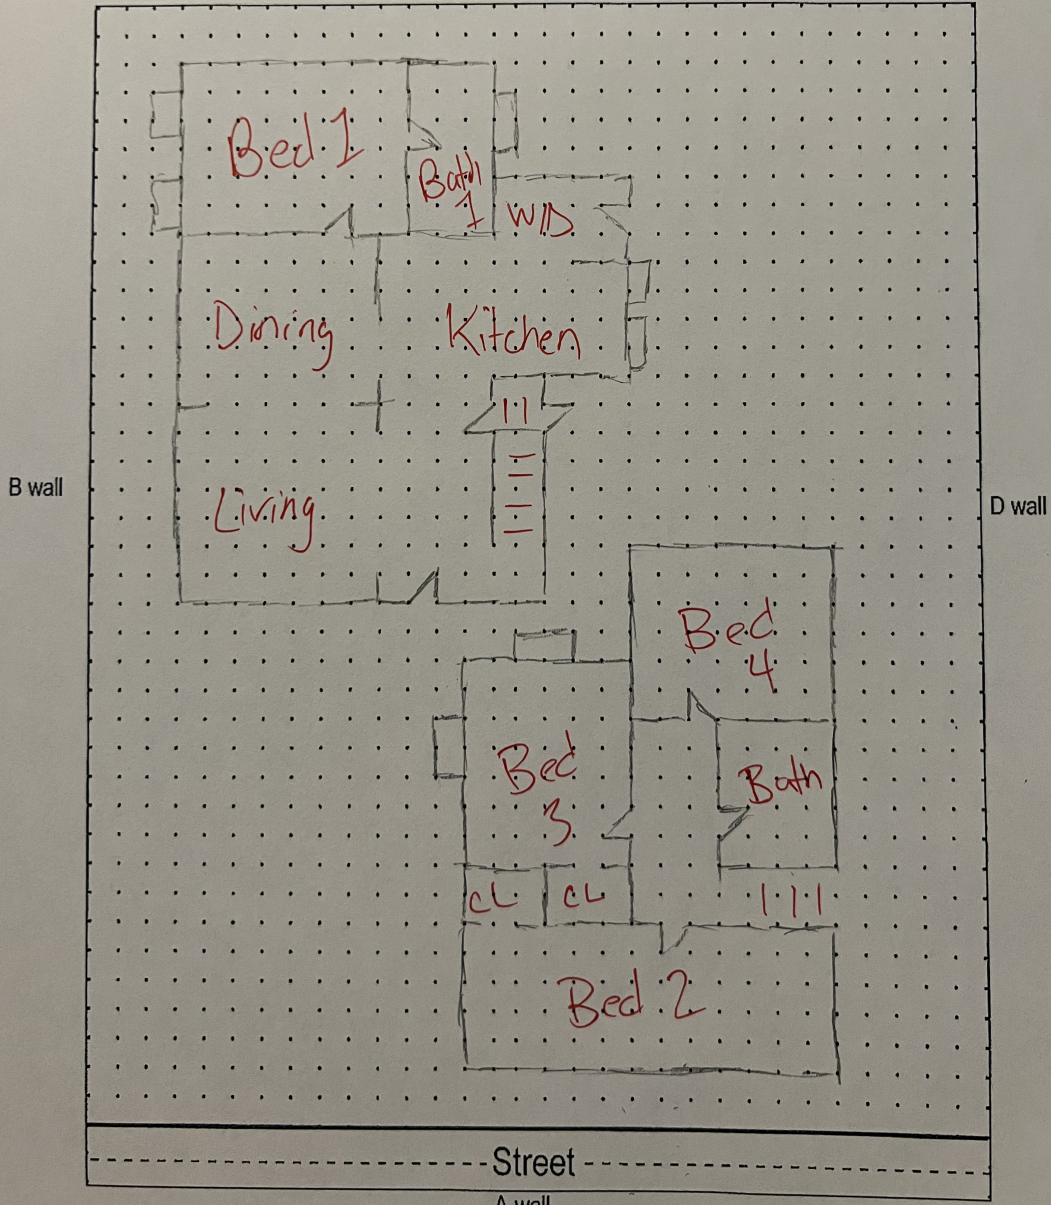 Bed 1
Bath
1
W/D
Dining
Kitchen
B wall
Living
D wall
Bed
4
Bed
3
Bath
CL
CL
Bed 2
Street
A wall